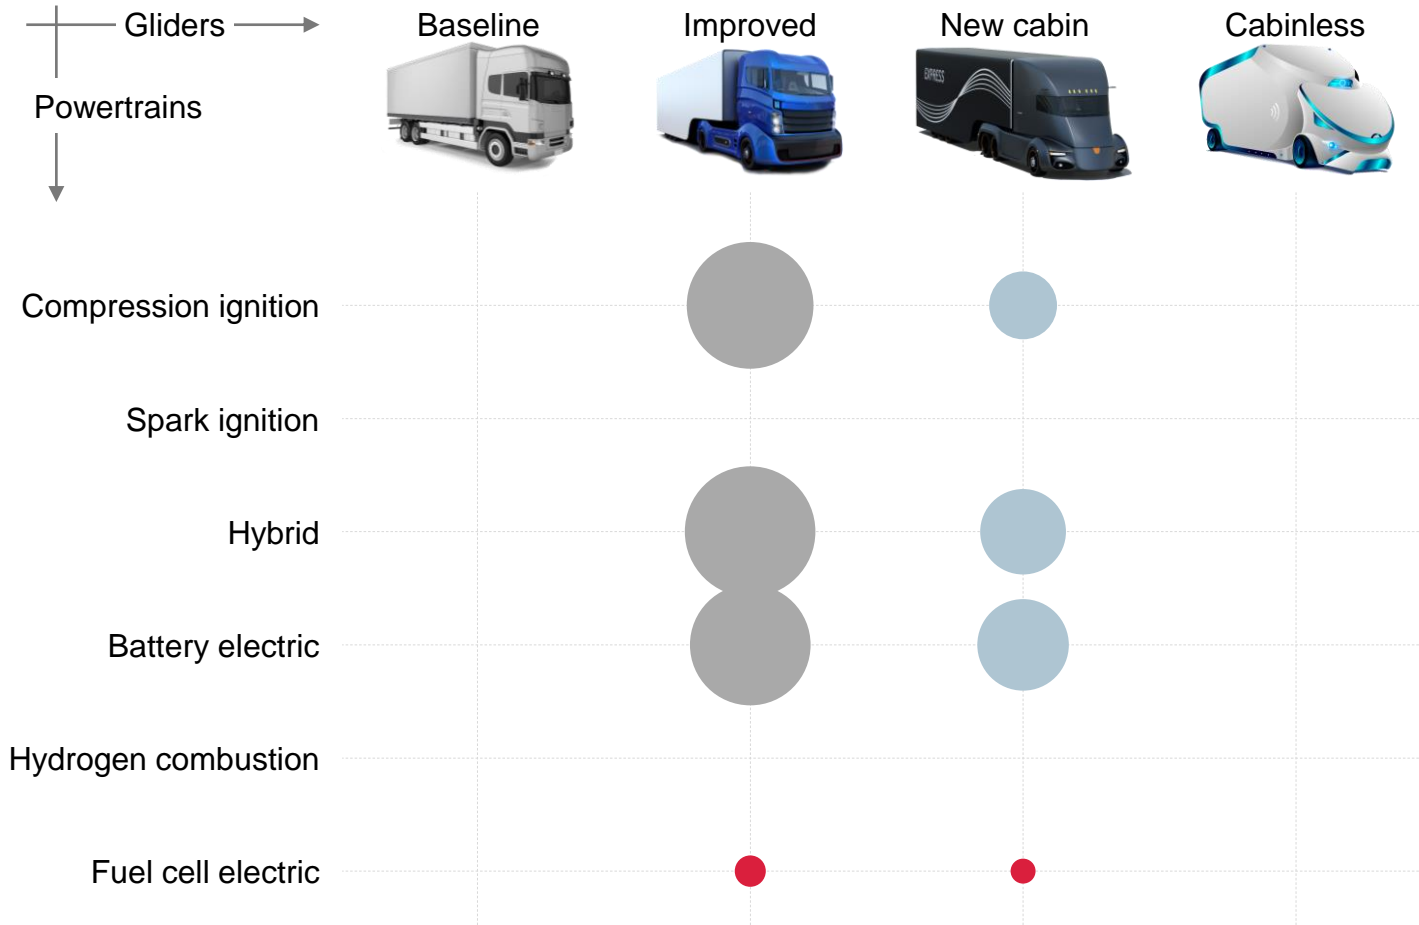 Gliders
Baseline
Improved
New cabin
Cabinless
EXPRESS
Powertrains
Compression ignition
Spark ignition
Hybrid
Battery electric
Hydrogen combustion
Fuel cell electric